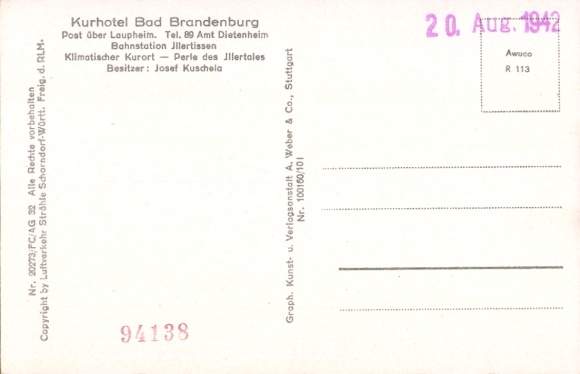 Kurhotel Bad Brandenburg
Post über Laupheim. Tel. 89 Amt Dietenheim
Bahnstation Jllertissen
Klimatischer Kurort — Perle des Jllertales
Besitzer: Josef Kuschela
20. Aug. 1942
Awuco
R 113
Nr. 20273/FC/AG 32 Alle Rechte vorbehalten
Copyright by Luftverkehr Strähle Schorndorf-Württ. Freig. d. RLM.
Graph. Kunst- u. Verlagsanstalt A. Weber & Co., Stuttgart
Nr. 100160/101
94138